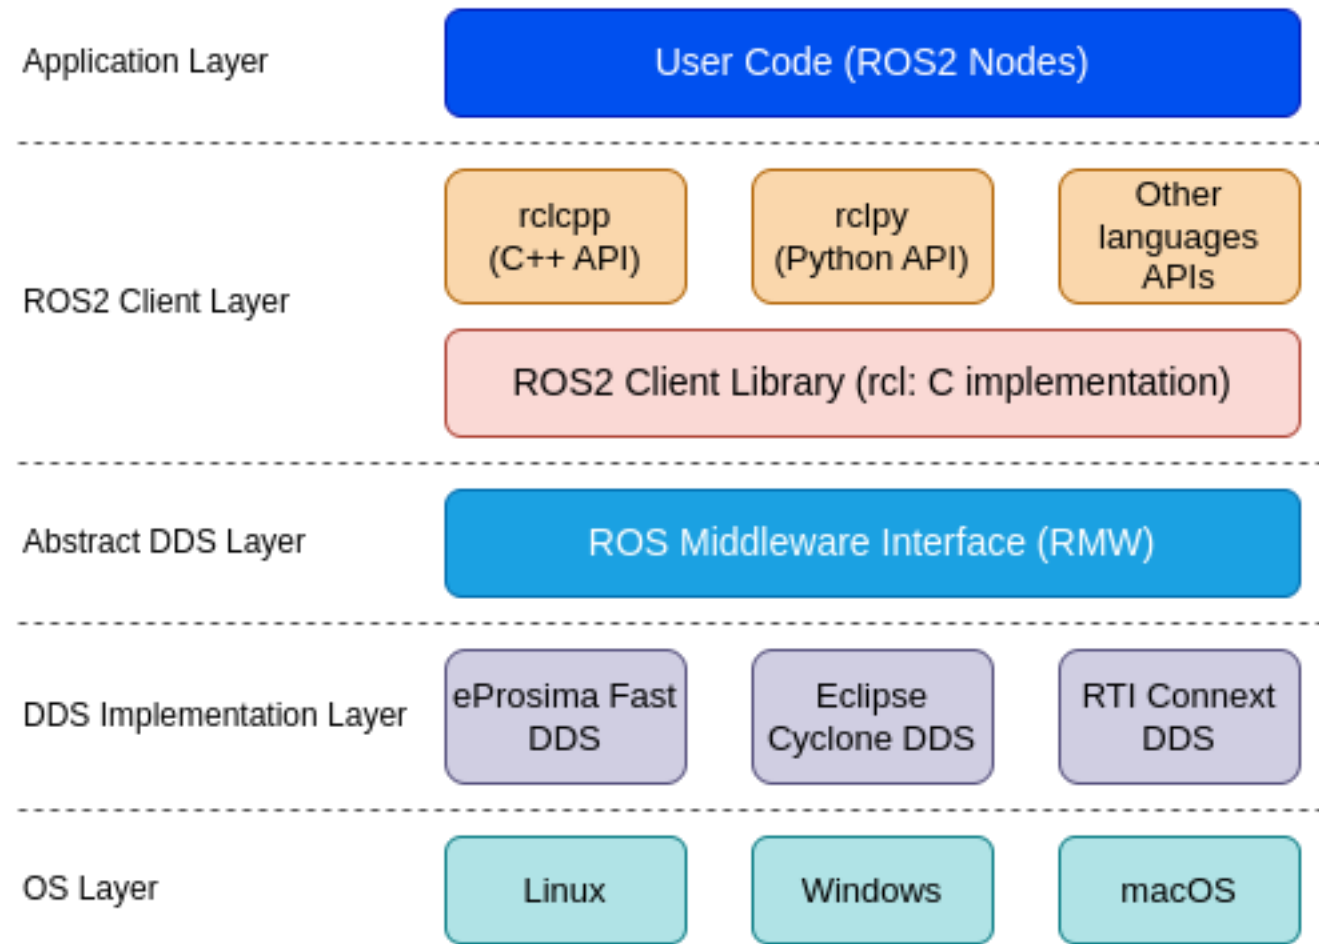 Application Layer
User Code (ROS2 Nodes)
ROS2 Client Layer
rclcpp
(C++ API)
rclpy
(Python API)
Other
languages
APIs
ROS2 Client Library (rcl: C implementation)
Abstract DDS Layer
ROS Middleware Interface (RMW)
DDS Implementation Layer
eProsima Fast
DDS
Eclipse
Cyclone DDS
RTI Connext
DDS
OS Layer
Linux
Windows
macOS